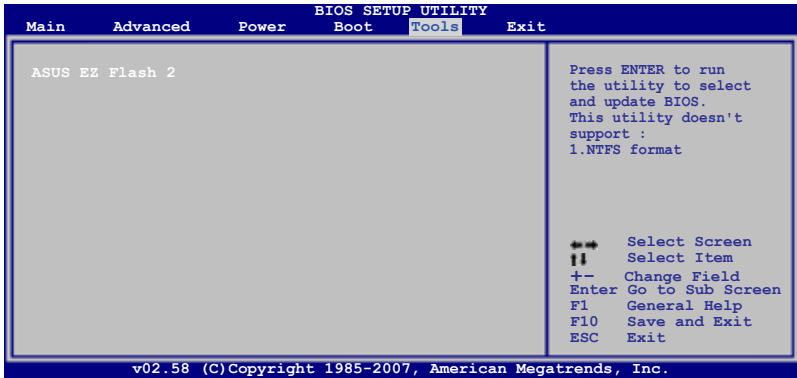 BIOS SETUP UTILITY
Main Advanced Power Boot Tools Exit
ASUS EZ Flash 2
Press ENTER to run
the utility to select
and update BIOS.
This utility doesn't
support :
1.NTFS format
←→ Select Screen
↑↓ Select Item
+- Change Field
Enter Go to Sub Screen
F1 General Help
F10 Save and Exit
ESC Exit
v02.58 (C)Copyright 1985-2007, American Megatrends, Inc.